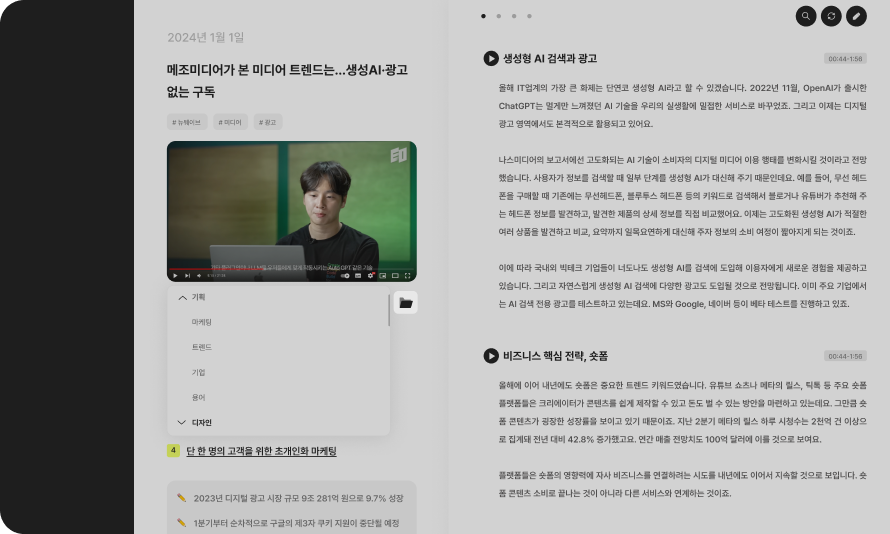 2024년 1월 1일
메조미디어가 본 미디어 트렌드는...생성AI·광고
없는 구독
# 뉴웨이브
# 미디어
# 광고
기획
마케팅
트렌드
기업
용어
디자인
4
단 한 명의 고객을 위한 초개인화 마케팅
2023년 디지털 광고 시장 규모 9조 281억 원으로 9.7% 성장
1분기부터 순차적으로 구글의 제3자 쿠키 지원이 중단될 예정
생성형 AI 검색과 광고
00:44-1:56
올해 IT업계의 가장 큰 화제는 단연코 생성형 AI라고 할 수 있겠습니다. 2022년 11월, OpenAI가 출시한
ChatGPT는 멀게만 느껴졌던 AI 기술을 우리의 실생활에 밀접한 서비스로 바꾸었죠. 그리고 이제는 디지털
광고 영역에서도 본격적으로 활용되고 있어요.
나스미디어의 보고서에선 고도화되는 AI 기술이 소비자의 디지털 미디어 이용 행태를 변화시킬 것이라고 전망
했습니다. 사용자가 정보를 검색할 때 일부 단계를 생성형 AI가 대신해 주기 때문인데요. 예를 들어, 무선 헤드
폰을 구매할 때 기존에는 무선헤드폰, 블루투스 헤드폰 등의 키워드로 검색해서 블로거나 유튜버가 추천해 주
는 헤드폰 정보를 발견하고, 발견한 제품의 상세 정보를 직접 비교했어요. 이제는 고도화된 생성형 AI가 적절한
여러 상품을 발견하고 비교, 요약까지 일목요연하게 대신해 주자 정보의 소비 여정이 짧아지게 되는 것이죠.
이에 따라 국내외 빅테크 기업들이 너도나도 생성형 AI를 검색에 도입해 이용자에게 새로운 경험을 제공하고
있습니다. 그리고 자연스럽게 생성형 AI 검색에 다양한 광고도 도입될 것으로 전망됩니다. 이미 주요 기업에서
는 AI 검색 전용 광고를 테스트하고 있는데요. MS와 Google, 네이버 등이 베타 테스트를 진행하고 있죠.
비즈니스 핵심 전략, 숏폼
00:44-1:56
올해에 이어 내년에도 숏폼은 중요한 트렌드 키워드였습니다. 유튜브 쇼츠나 메타의 릴스, 틱톡 등 주요 숏폼
플랫폼들은 크리에이터가 콘텐츠를 쉽게 제작할 수 있고 돈도 벌 수 있는 방안을 마련하고 있는데요. 그만큼 숏
폼 콘텐츠가 굉장한 성장률을 보이고 있기 때문이죠. 지난 2분기 메타의 릴스 하루 시청수는 2천억 건 이상으
로 집계돼 전년 대비 42.8% 증가했고요. 연간 매출 전망치도 100억 달러에 이를 것으로 보여요.
플랫폼들은 숏폼의 영향력에 자사 비즈니스를 연결하려는 시도를 내년에도 이어서 지속할 것으로 보입니다. 숏
폼 콘텐츠 소비로 끝나는 것이 아니라 다른 서비스와 연계하는 것이죠.